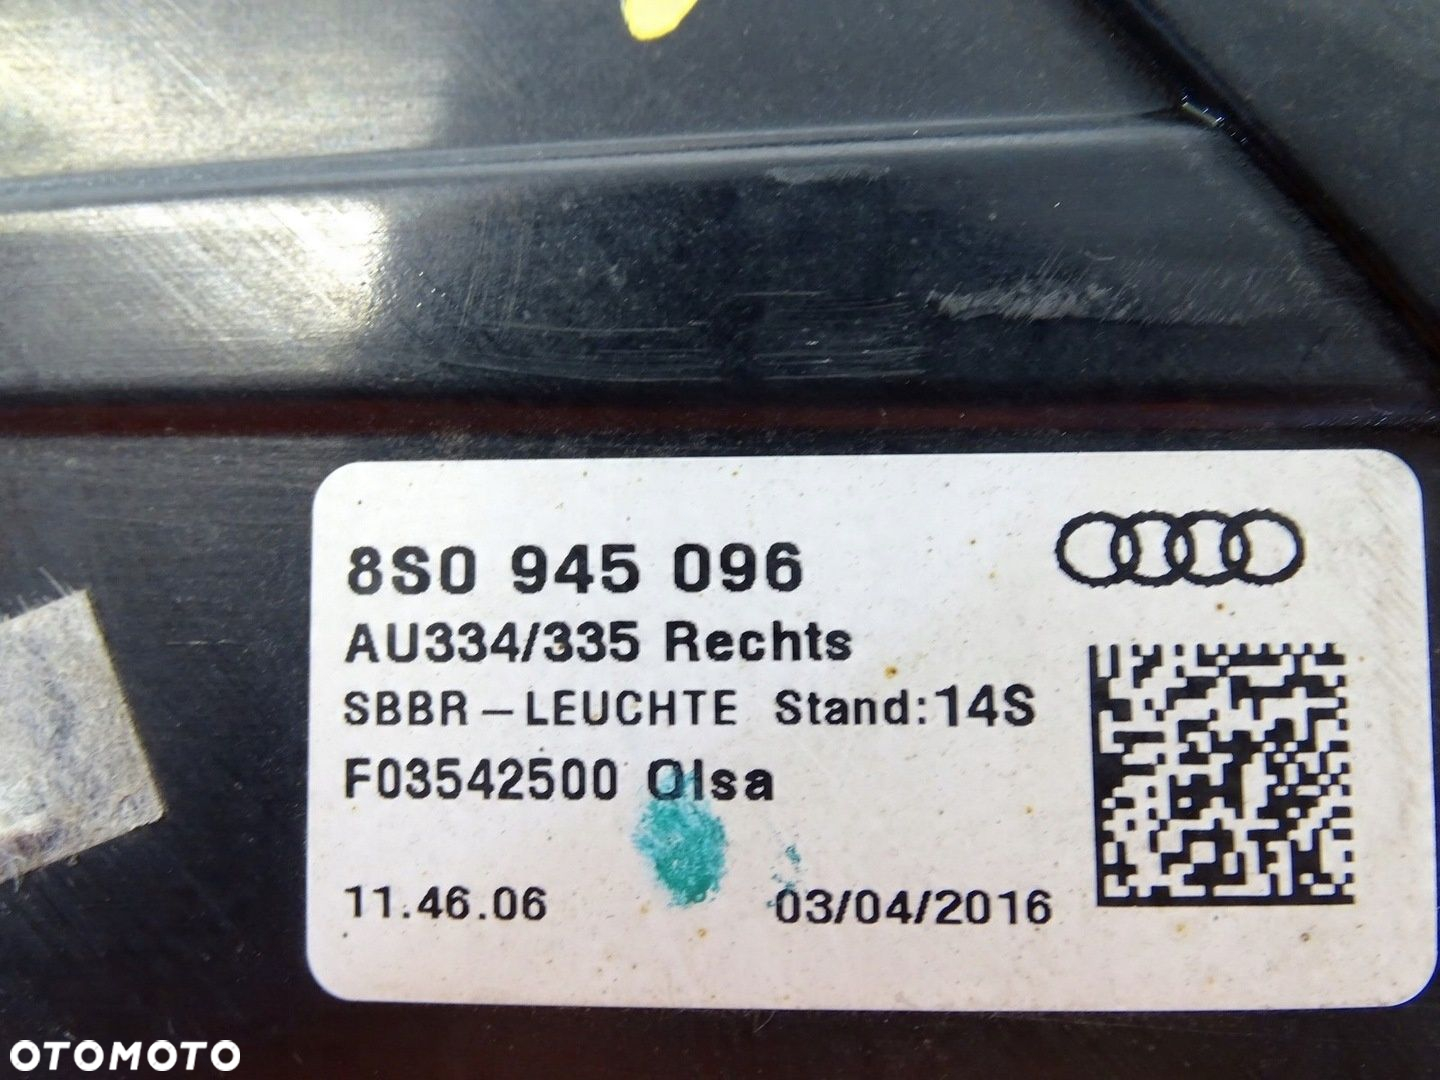 8S0 945 096
AU334/335 Rechts
SBBR-LEUCHTE Stand:14S
F03542500 Olsa
11.46.06 03/04/2016
OTOMOTO